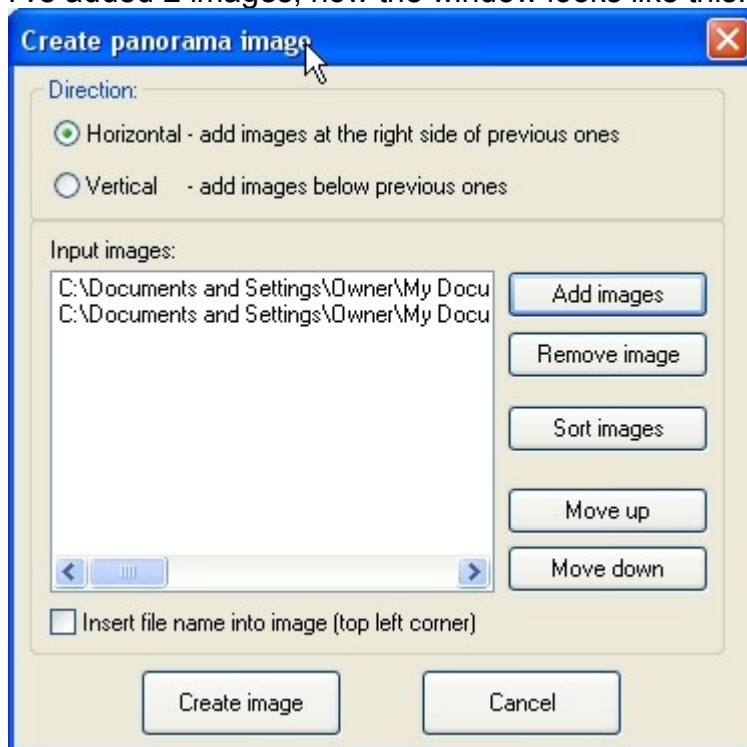 Create panorama image
Direction:
Horizontal - add images at the right side of previous ones
Vertical - add images below previous ones
Input images:
C:\Documents and Settings\Owner\My Docu
C:\Documents and Settings\Owner\My Docu
Add images
Remove image
Sort images
Move up
Move down
Insert file name into image (top left corner)
Create image
Cancel